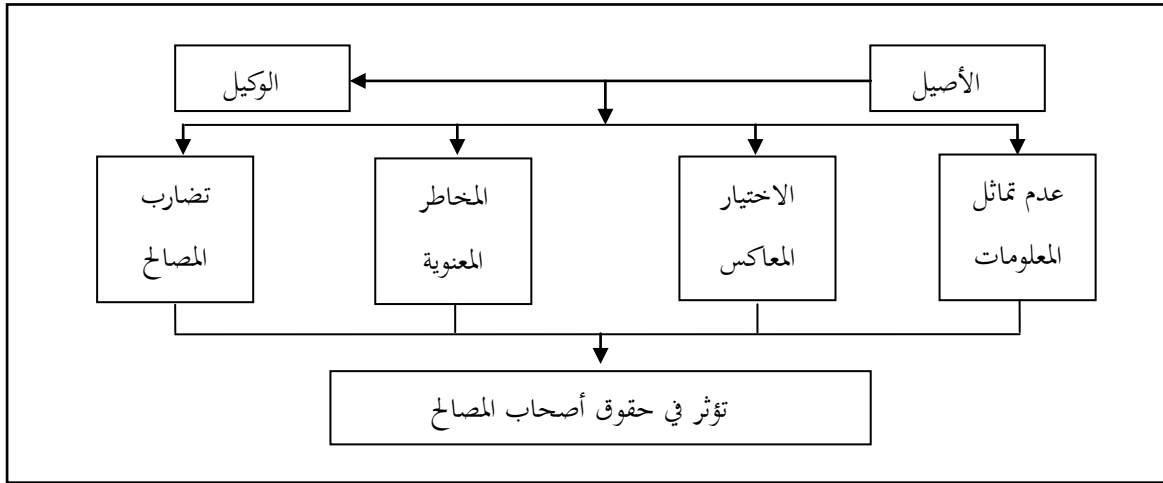 الأصيل
الوكيل
عدم تماثل
المعلومات
الاختيار
المعاكس
المخاطر
المعنوية
تضارب
المصالح
تؤثر في حقوق أصحاب المصالح